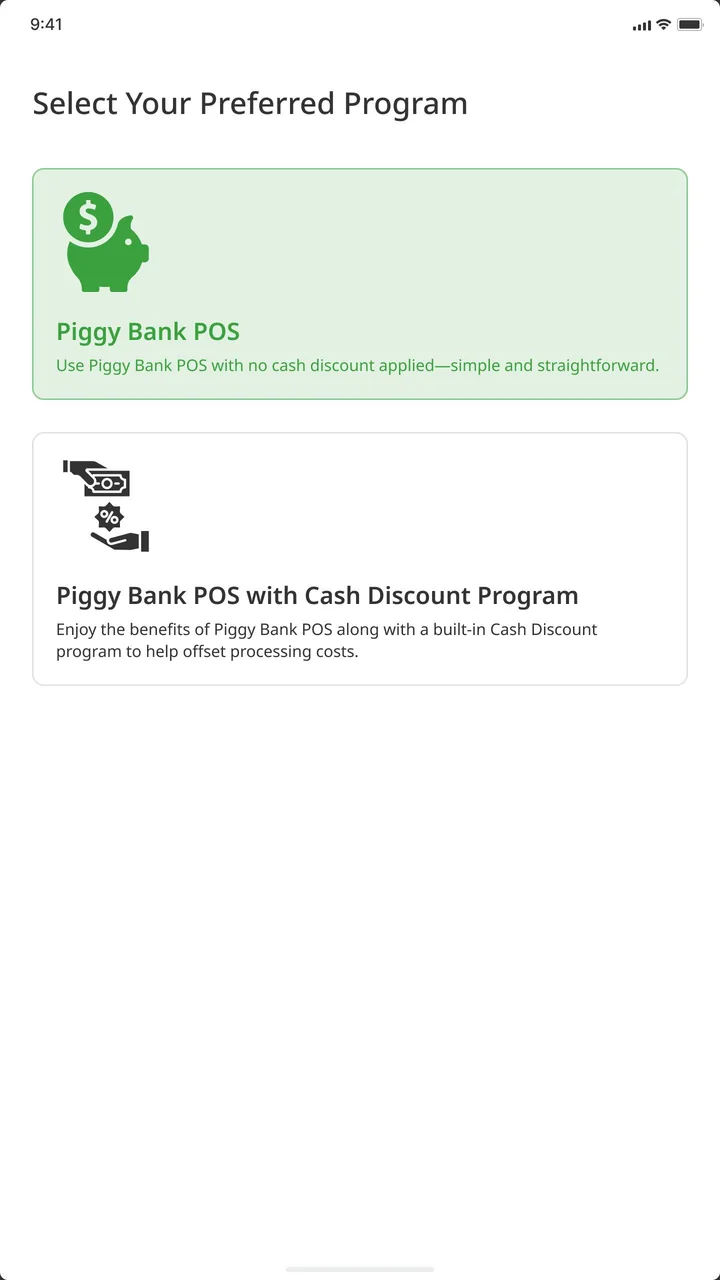 9:41
Select Your Preferred Program
$
Piggy Bank POS
Use Piggy Bank POS with no cash discount applied—simple and straightforward.
%
Piggy Bank POS with Cash Discount Program
Enjoy the benefits of Piggy Bank POS along with a built-in Cash Discount
program to help offset processing costs.